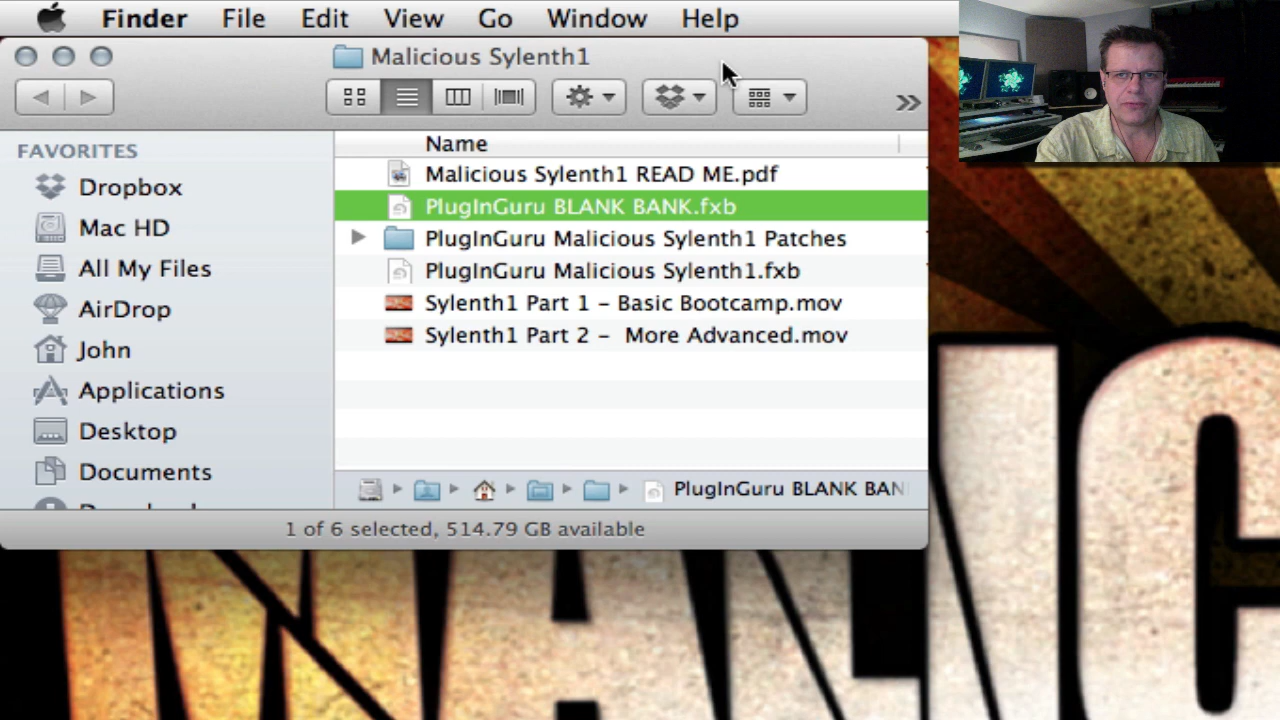 Finder File Edit View Go Window Help
Malicious Sylenth1
FAVORITES
Dropbox
Mac HD
All My Files
AirDrop
John
Applications
Desktop
Documents
Name
Malicious Sylenth1 READ ME.pdf
PlugInGuru BLANK BANK.fxb
PlugInGuru Malicious Sylenth1 Patches
PlugInGuru Malicious Sylenth1.fxb
Sylenth1 Part 1 - Basic Bootcamp.mov
Sylenth1 Part 2 - More Advanced.mov
PlugInGuru BLANK BAN
1 of 6 selected, 514.79 GB available